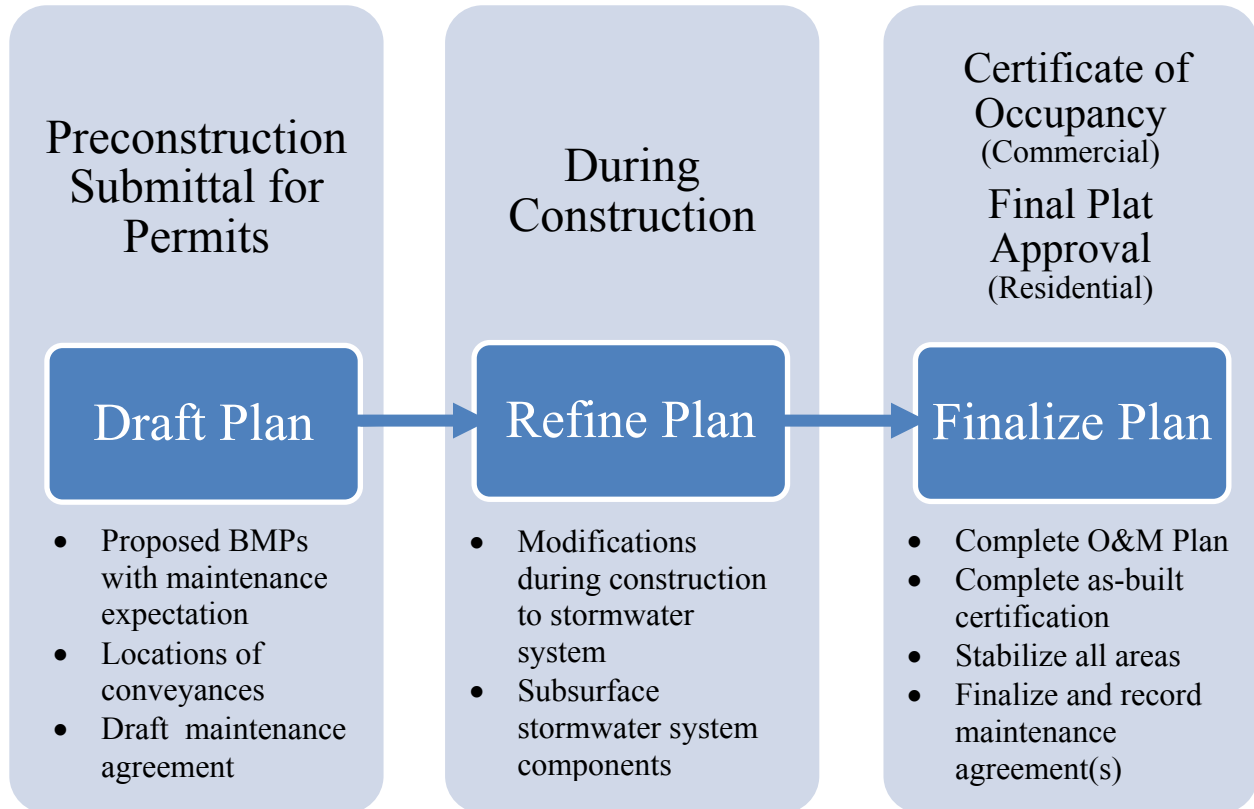 Preconstruction
Submittal for
Permits
Draft Plan
• Proposed BMPs
with maintenance
expectation
• Locations of
conveyances
• Draft maintenance
agreement
During
Construction
Refine Plan
• Modifications
during construction
to stormwater
system
• Subsurface
stormwater system
components
Certificate of
Occupancy
(Commercial)
Final Plat
Approval
(Residential)
Finalize Plan
• Complete O&M Plan
• Complete as-built
certification
• Stabilize all areas
• Finalize and record
maintenance
agreement(s)